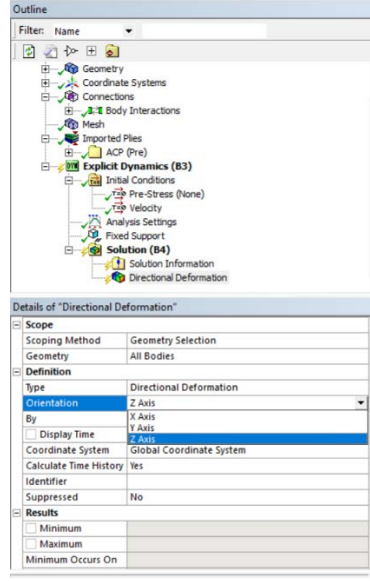 Outline
Filter: Name
Geometry
Coordinate Systems
Connections
Body Interactions
Mesh
Imported Plies
ACP (Pre)
Explicit Dynamics (B3)
Initial Conditions
Pre-Stress (None)
Velocity
Analysis Settings
Fixed Support
Solution (B4)
Solution Information
Directional Deformation
Details of "Directional Deformation"
Scope
Scoping Method Geometry Selection
Geometry All Bodies
Definition
Type Directional Deformation
Orientation Z Axis
By X Axis
Y Axis
Display Time Z Axis
Coordinate System Global Coordinate System
Calculate Time History Yes
Identifier
Suppressed No
Results
Minimum
Maximum
Minimum Occurs On